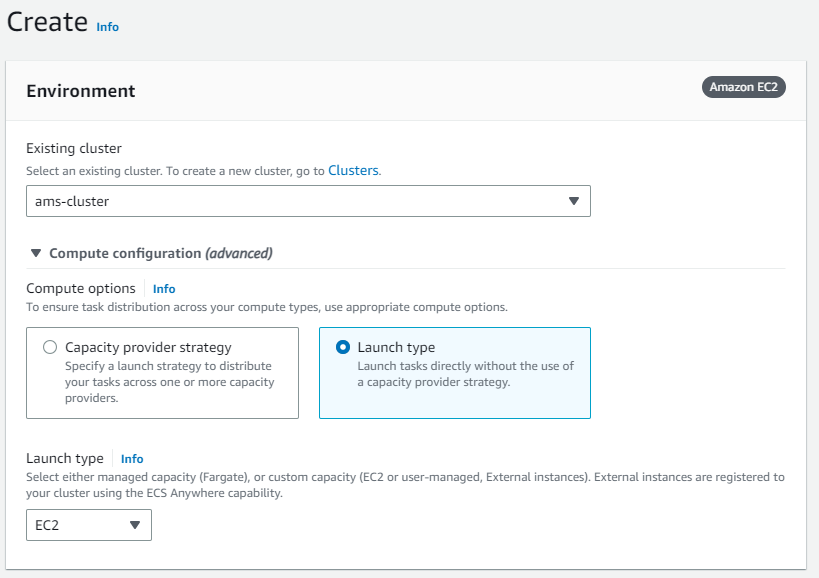 Create Info
Environment
Amazon EC2
Existing cluster
Select an existing cluster. To create a new cluster, go to Clusters.
ams-cluster
Compute configuration (advanced)
Compute options Info
To ensure task distribution across your compute types, use appropriate compute options.
Capacity provider strategy
Specify a launch strategy to distribute
your tasks across one or more capacity
providers.
Launch type
Launch tasks directly without the use of
a capacity provider strategy.
Launch type Info
Select either managed capacity (Fargate), or custom capacity (EC2 or user-managed, External instances). External instances are registered to
your cluster using the ECS Anywhere capability.
EC2